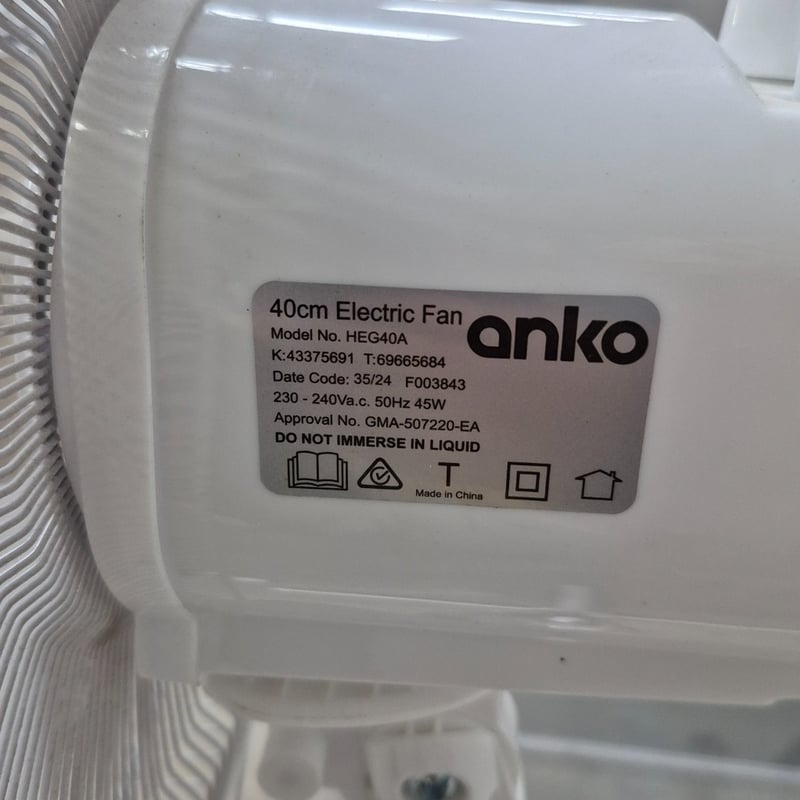 40cm Electric Fan
anko
Model No. HEG40A
K:43375691 T:69665684
Date Code: 35/24 F003843
230 - 240Va.c. 50Hz 45W
Approval No. GMA-507220-EA
DO NOT IMMERSE IN LIQUID
T
Made in China